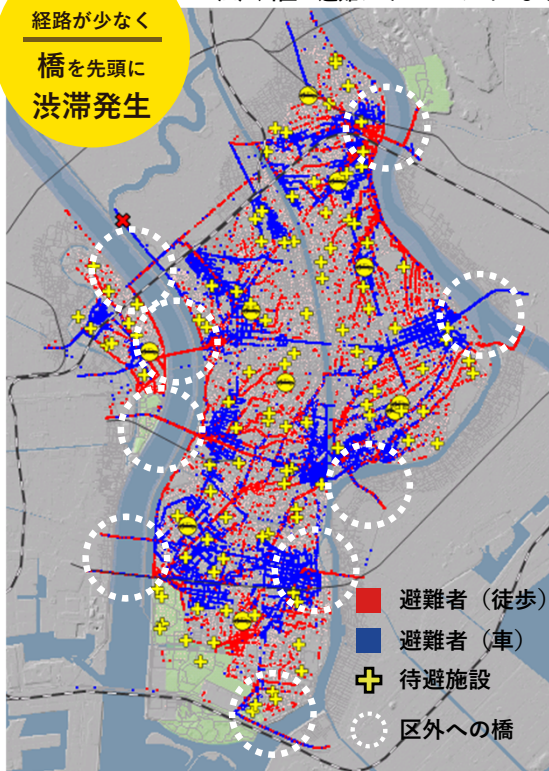 経路が少なく
橋を先頭に
渋滞発生
避難者（徒歩）
避難者（車）
待避施設
区外への橋